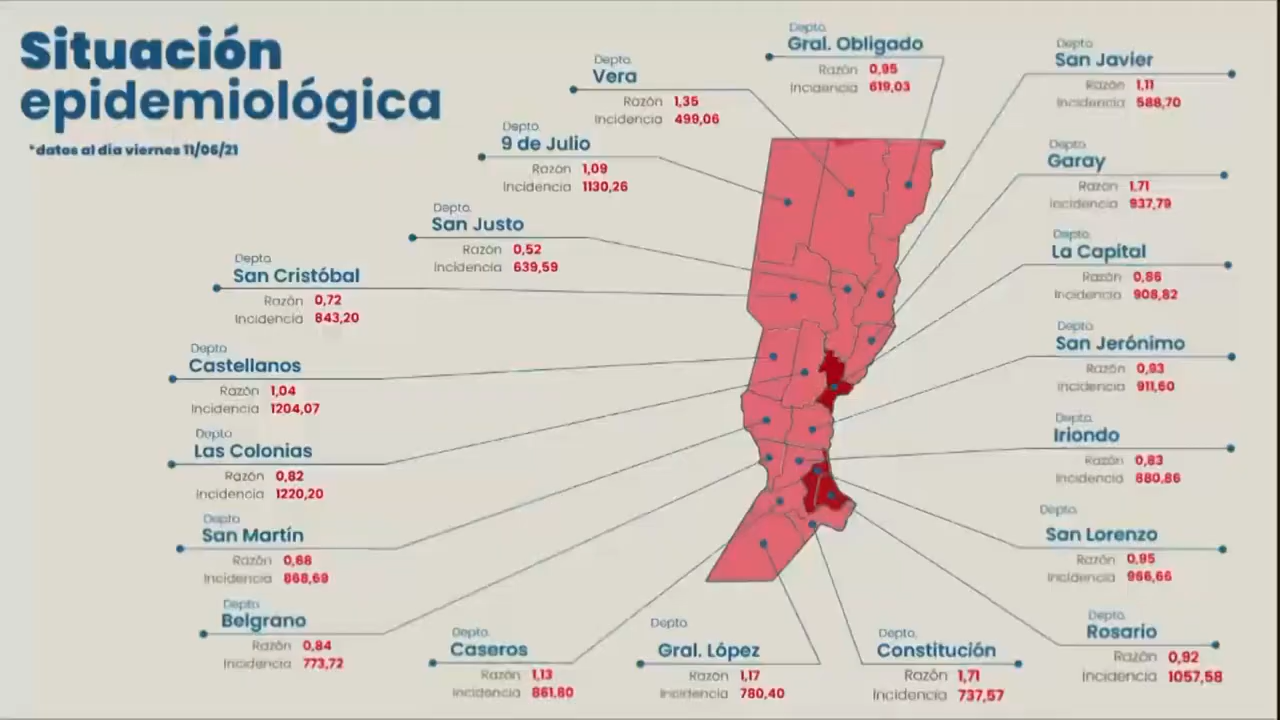 Situación
epidemiológica
*datos al día viernes 11/06/21
Depto.
Gral. Obligado
Razón 0,95
Incidencia 619,03
Depto.
Vera
Razón 1,35
Incidencia 499,06
Depto.
9 de Julio
Razón 1,09
Incidencia 1130,26
Depto.
San Justo
Razón 0,52
Incidencia 639,59
Depto.
San Cristóbal
Razón 0,72
Incidencia 843,20
Depto.
Castellanos
Razón 1,04
Incidencia 1204,07
Depto.
Las Colonias
Razón 0,82
Incidencia 1220,20
Depto.
San Martín
Razón 0,68
Incidencia 868,69
Depto.
Belgrano
Razón 0,84
Incidencia 773,72
Depto.
Caseros
Razón 1,13
Incidencia 861,80
Depto.
Gral. López
Razón 1,17
Incidencia 780,40
Depto.
Constitución
Razón 1,71
Incidencia 737,57
Depto.
San Javier
Razón 1,11
Incidencia 588,70
Depto.
Garay
Razón 1,71
Incidencia 937,79
Depto.
La Capital
Razón 0,86
Incidencia 908,82
Depto.
San Jerónimo
Razón 0,93
Incidencia 911,60
Depto.
Iriondo
Razón 0,83
Incidencia 880,86
Depto.
San Lorenzo
Razón 0,95
Incidencia 966,66
Depto.
Rosario
Razón 0,92
Incidencia 1057,58